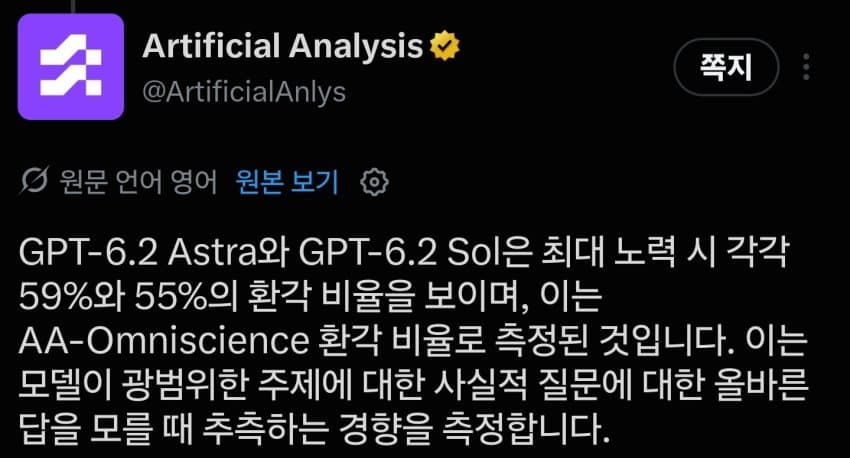 Artificial Analysis
@ArtificialAnlys
쪽지
원문 언어 영어 원본 보기
GPT-6.2 Astra와 GPT-6.2 Sol은 최대 노력 시 각각
59%와 55%의 환각 비율을 보이며, 이는
AA-Omniscience 환각 비율로 측정된 것입니다. 이는
모델이 광범위한 주제에 대한 사실적 질문에 대한 올바른
답을 모를 때 추측하는 경향을 측정합니다.